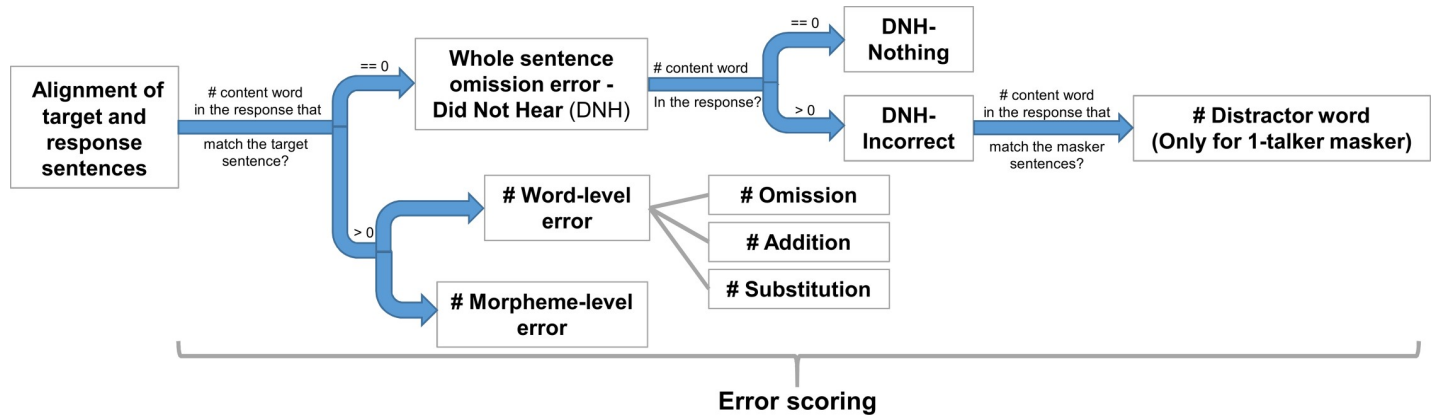 Alignment of
target and
response
sentences
# content word
in the response that
match the target
sentence?
== 0
> 0
Whole sentence
omission error -
Did Not Hear (DNH)
# content word
In the response?
== 0
> 0
DNH-
Nothing
DNH-
Incorrect
# content word
in the response that
match the masker
sentences?
# Distractor word
(Only for 1-talker masker)
# Word-level
error
# Omission
# Addition
# Substitution
# Morpheme-level
error
Error scoring